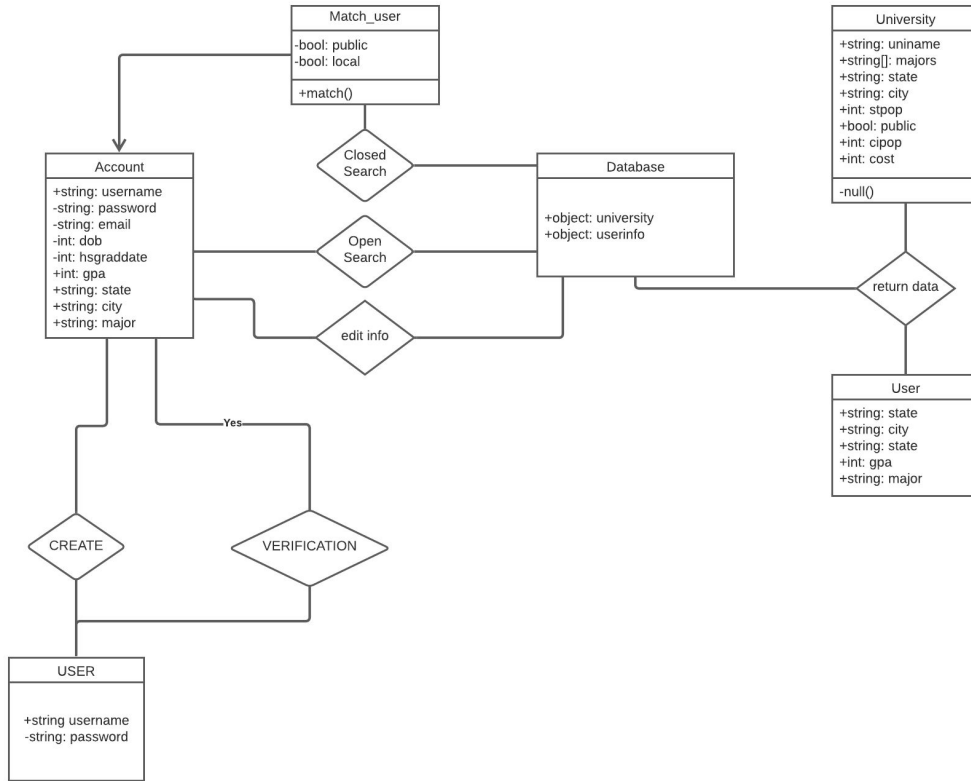 Match_user
-bool: public
-bool: local
+match()
University
+string: uniname
+string[]: majors
+string: state
+string: city
+int: stpop
+bool: public
+int: cipop
+int: cost
-null()
Closed
Search
Account
+string: username
-string: password
-string: email
-int: dob
-int: hsgraddate
+int: gpa
+string: state
+string: city
+string: major
Database
+object: university
+object: userinfo
Open
Search
return data
edit info
User
+string: state
+string: city
+string: state
+int: gpa
+string: major
Yes
CREATE
VERIFICATION
USER
+string username
-string: password